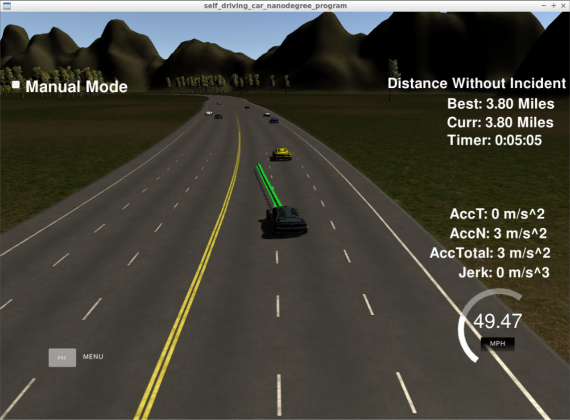 self_driving_car_nanodegree_program
Manual Mode
Distance Without Incident
Best: 3.80 Miles
Curr: 3.80 Miles
Timer: 0:05:05
AccT: 0 m/s^2
AccN: 3 m/s^2
AccTotal: 3 m/s^2
Jerk: 0 m/s^3
49.47
MPH
esc MENU